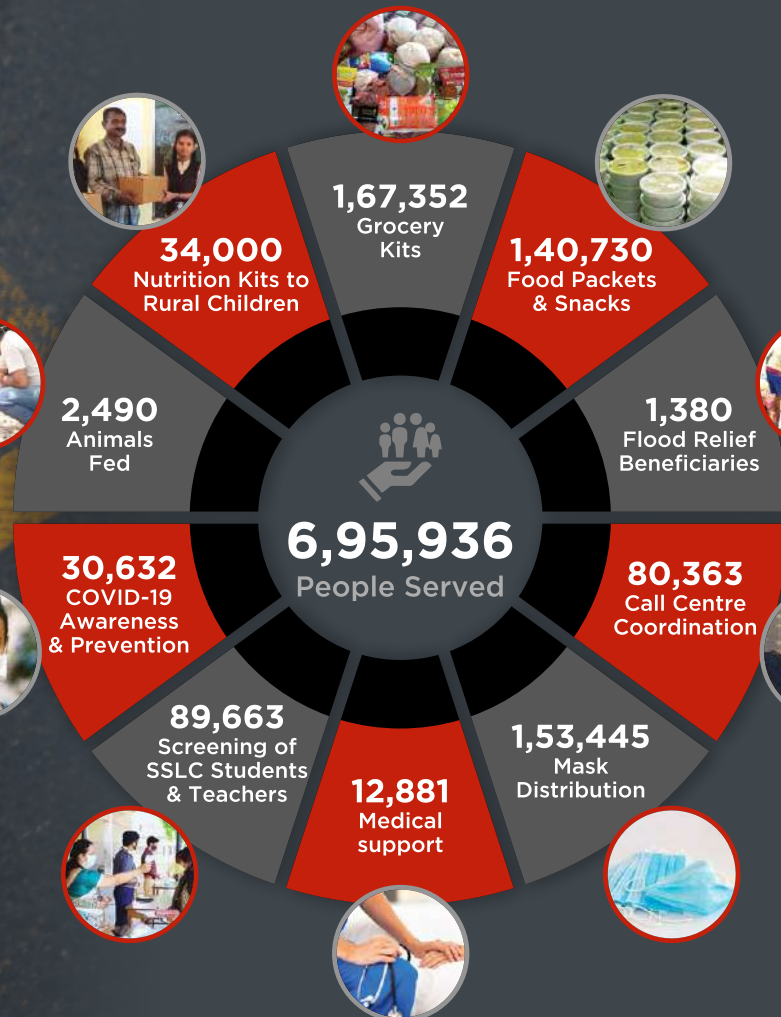 1,67,352
Grocery
Kits
1,40,730
Food Packets
& Snacks
1,380
Flood Relief
Beneficiaries
80,363
Call Centre
Coordination
1,53,445
Mask
Distribution
12,881
Medical
support
89,663
Screening of
SSLC Students
& Teachers
30,632
COVID-19
Awareness
& Prevention
2,490
Animals
Fed
34,000
Nutrition Kits to
Rural Children
6,95,936
People Served